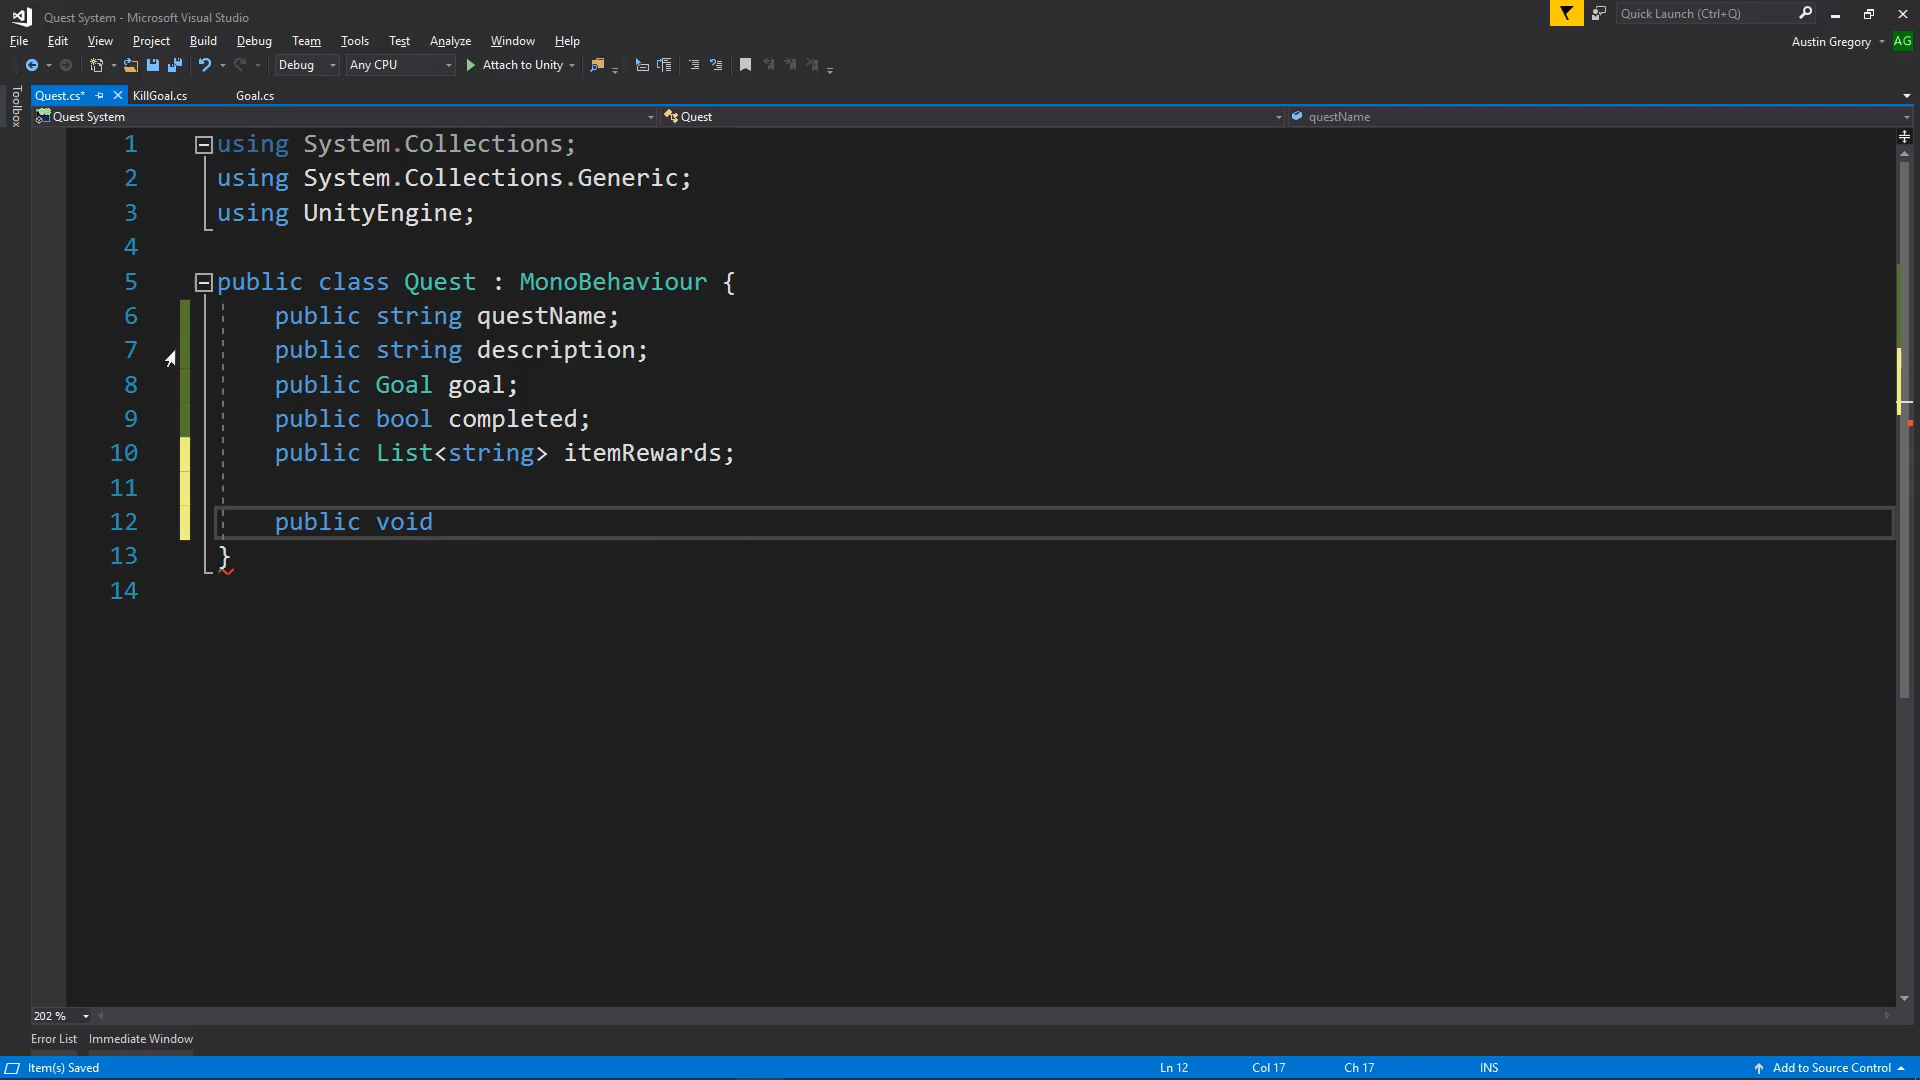 Quest System - Microsoft Visual Studio
Quick Launch (Ctrl+Q)
File Edit View Project Build Debug Team Tools Test Analyze Window Help
Austin Gregory AG
Debug Any CPU Attach to Unity
Toolbox
Quest.cs* KillGoal.cs Goal.cs
Quest System Quest questName
1 using System.Collections;
2 using System.Collections.Generic;
3 using UnityEngine;
4
5 public class Quest : MonoBehaviour {
6 public string questName;
7 public string description;
8 public Goal goal;
9 public bool completed;
10 public List<string> itemRewards;
11
12 public void
13 }
14
202 %
Error List Immediate Window
Item(s) Saved Ln 12 Col 17 Ch 17 INS Add to Source Control